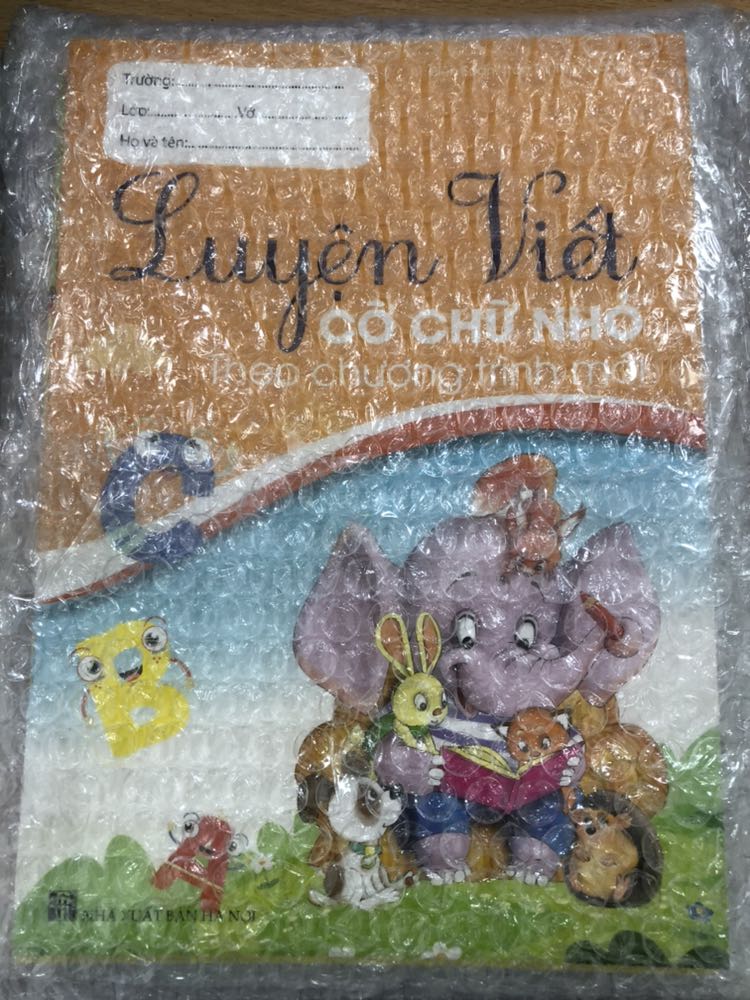 Trường:
Lớp: Vở
Họ và tên:
Luyện Viết
CỠ CHỮ NHỎ
Theo chương trình mới
C
B
A
NHÀ XUẤT BẢN HÀ NỘI